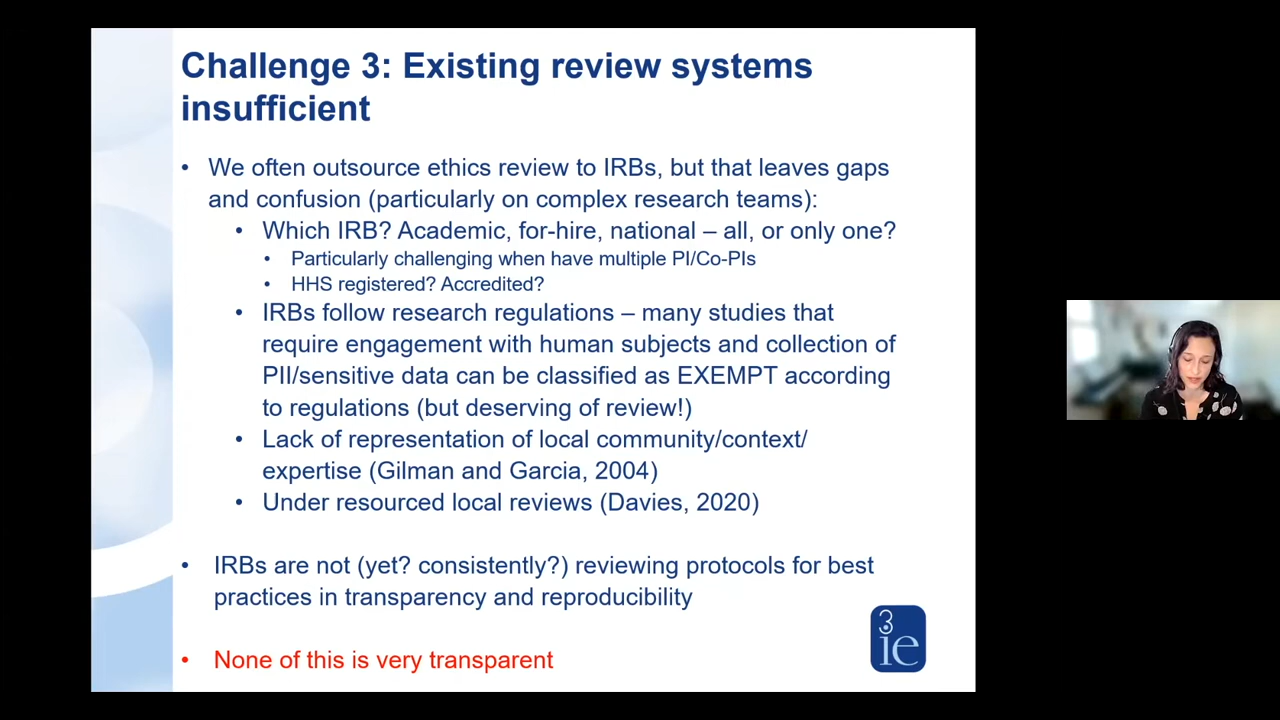 Challenge 3: Existing review systems
insufficient
• We often outsource ethics review to IRBs, but that leaves gaps
and confusion (particularly on complex research teams):
• Which IRB? Academic, for-hire, national – all, or only one?
• Particularly challenging when have multiple PI/Co-PIs
• HHS registered? Accredited?
• IRBs follow research regulations – many studies that
require engagement with human subjects and collection of
PII/sensitive data can be classified as EXEMPT according
to regulations (but deserving of review!)
• Lack of representation of local community/context/
expertise (Gilman and Garcia, 2004)
• Under resourced local reviews (Davies, 2020)
• IRBs are not (yet? consistently?) reviewing protocols for best
practices in transparency and reproducibility
• None of this is very transparent
3ie